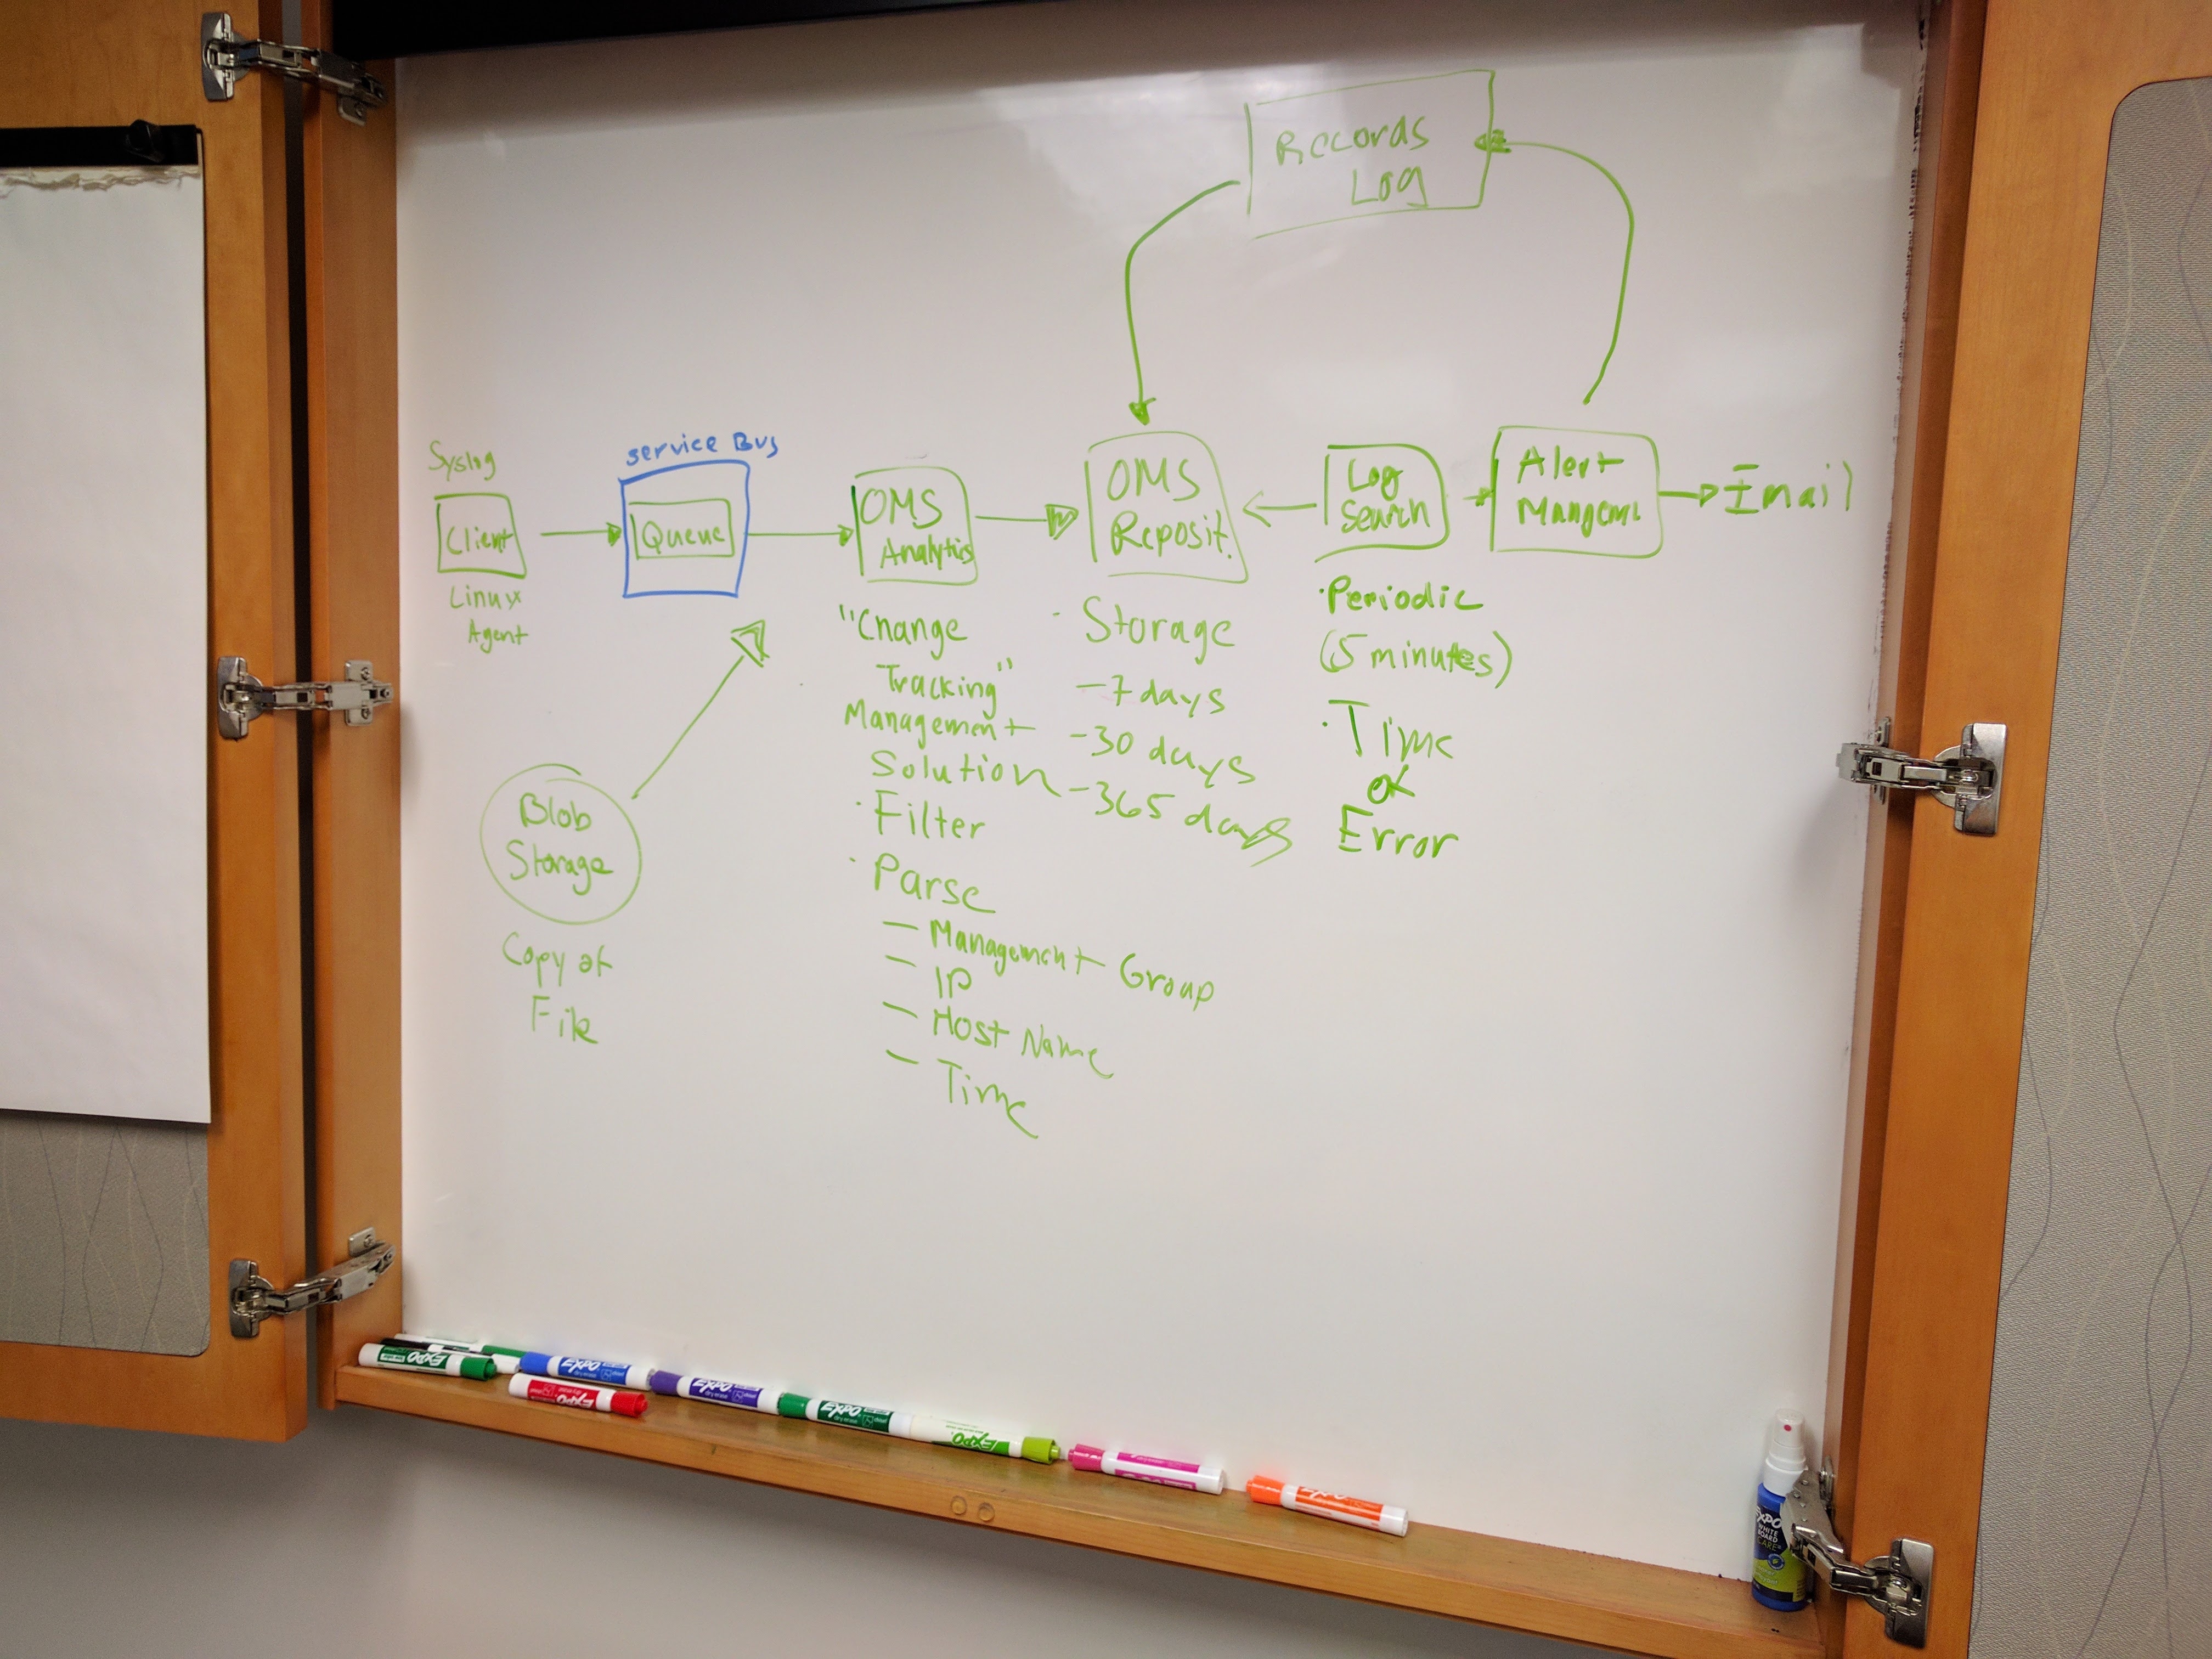 Records
Log
Syslog
Client
Linux
Agent
service Bus
Queue
OMS
Analytics
OMS
Reposit.
Log
Search
Alert
Mangemt
Email
"Change
Tracking"
Management
Solution
· Filter
· Parse
— Management Group
— IP
— Host Name
— Time
· Storage
- 7 days
- 30 days
- 365 days
· Periodic
(5 minutes)
· Time
or
Error
Blob
Storage
Copy of
File
EXPO
EXPO
EXPO
EXPO
EXPO
EXPO
EXPO
EXPO
WHITE
BOARD
CARE